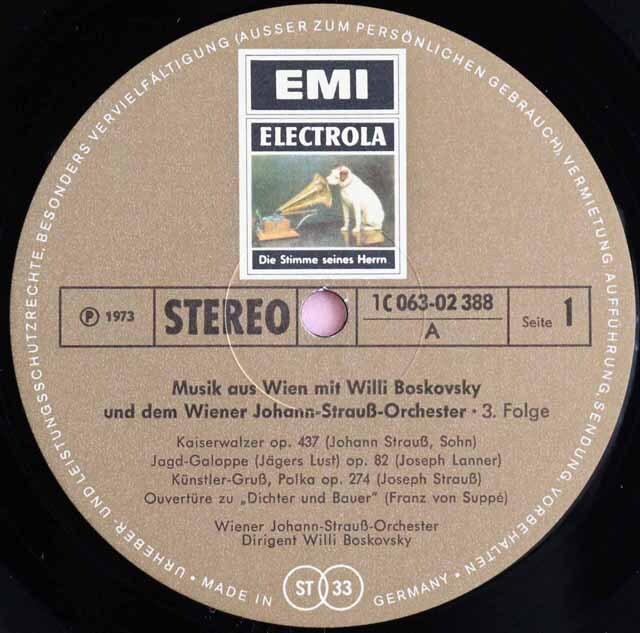 URHEBER- UND LEISTUNGSSCHUTZRECHTE, BESONDERS VERVIELFÄLTIGUNG (AUSSER ZUM PERSÖNLICHEN GEBRAUCH), VERMIETUNG, AUFFÜHRUNG, SENDUNG VORBEHALTEN • MADE IN GERMANY •
EMI
ELECTROLA
Die Stimme seines Herrn
℗ 1973
STEREO
1C 063-02 388
A
Seite 1
Musik aus Wien mit Willi Boskovsky
und dem Wiener Johann-Strauß-Orchester · 3. Folge
Kaiserwalzer op. 437 (Johann Strauß, Sohn)
Jagd-Galoppe (Jägers Lust) op. 82 (Joseph Lanner)
Künstler-Gruß, Polka op. 274 (Joseph Strauß)
Ouvertüre zu „Dichter und Bauer“ (Franz von Suppé)
Wiener Johann-Strauß-Orchester
Dirigent Willi Boskovsky
ST 33